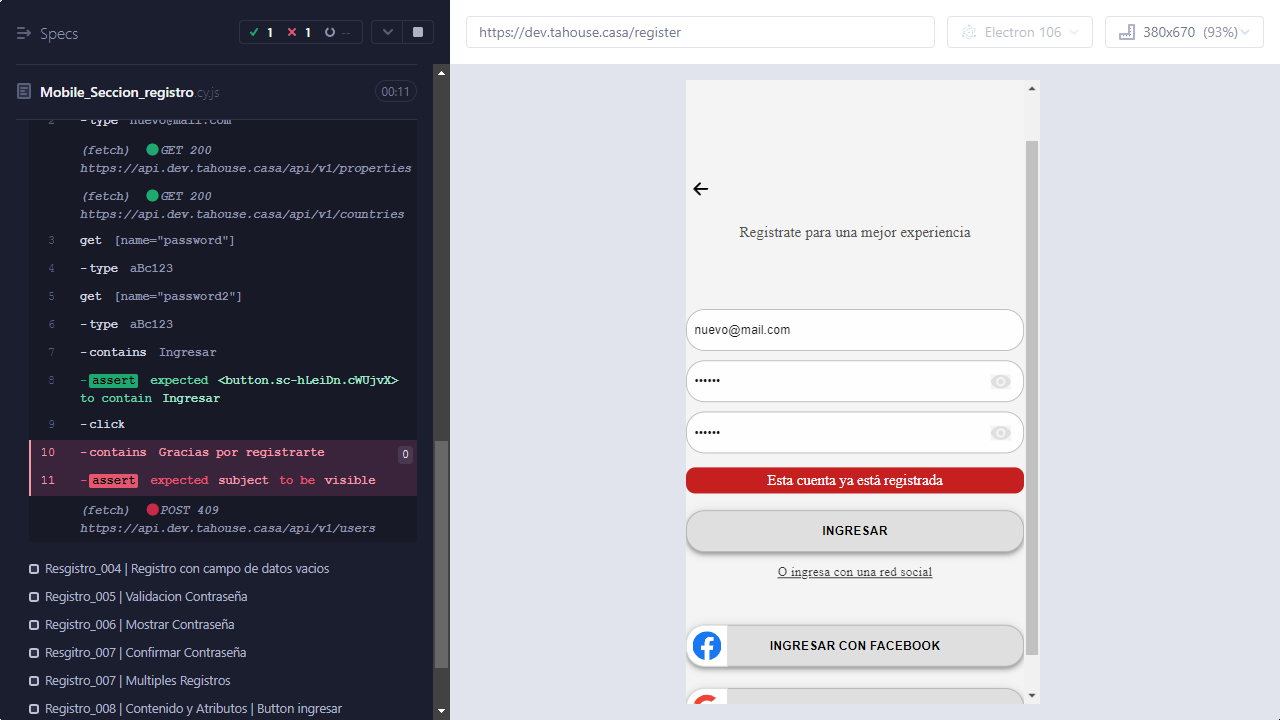 Specs
1
1
--
Mobile_Seccion_registro.cy.js
00:11
2 -type nuevo@mail.com
(fetch) GET 200
https://api.dev.tahouse.casa/api/v1/properties
(fetch) GET 200
https://api.dev.tahouse.casa/api/v1/countries
3 get [name="password"]
4 -type aBc123
5 get [name="password2"]
6 -type aBc123
7 -contains Ingresar
8 -assert expected <button.sc-hLeiDn.cWUjvX>
to contain Ingresar
9 -click
10 -contains Gracias por registrarte 0
11 -assert expected subject to be visible
(fetch) POST 409
https://api.dev.tahouse.casa/api/v1/users
Resgistro_004 | Registro con campo de datos vacios
Registro_005 | Validacion Contraseña
Registro_006 | Mostrar Contraseña
Resgitro_007 | Confirmar Contraseña
Registro_007 | Multiples Registros
Registro_008 | Contenido y Atributos | Button ingresar
https://dev.tahouse.casa/register
Electron 106
380x670 (93%)
Registrate para una mejor experiencia
nuevo@mail.com
••••••
••••••
Esta cuenta ya está registrada
INGRESAR
O ingresa con una red social
INGRESAR CON FACEBOOK